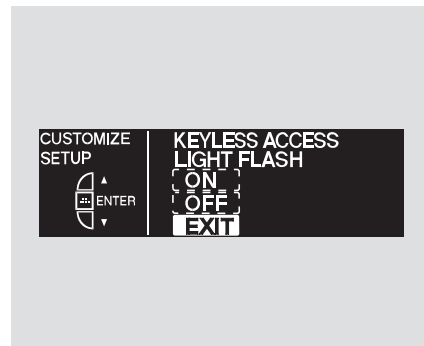 CUSTOMIZE
SETUP
▲
ENTER
▼
KEYLESS ACCESS
LIGHT FLASH
ON
OFF
EXIT